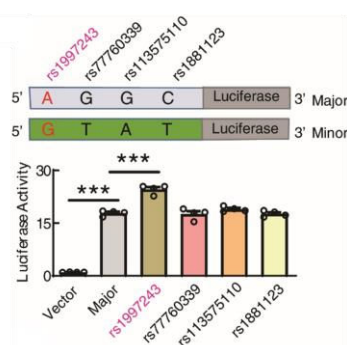 rs1997243 rs77760339 rs113575110 rs1881123
5' A G G C Luciferase 3' Major
5' G T A T Luciferase 3' Minor
Luciferase Activity
30
15
0
*** ***
Vector Major rs1997243 rs77760339 rs113575110 rs1881123